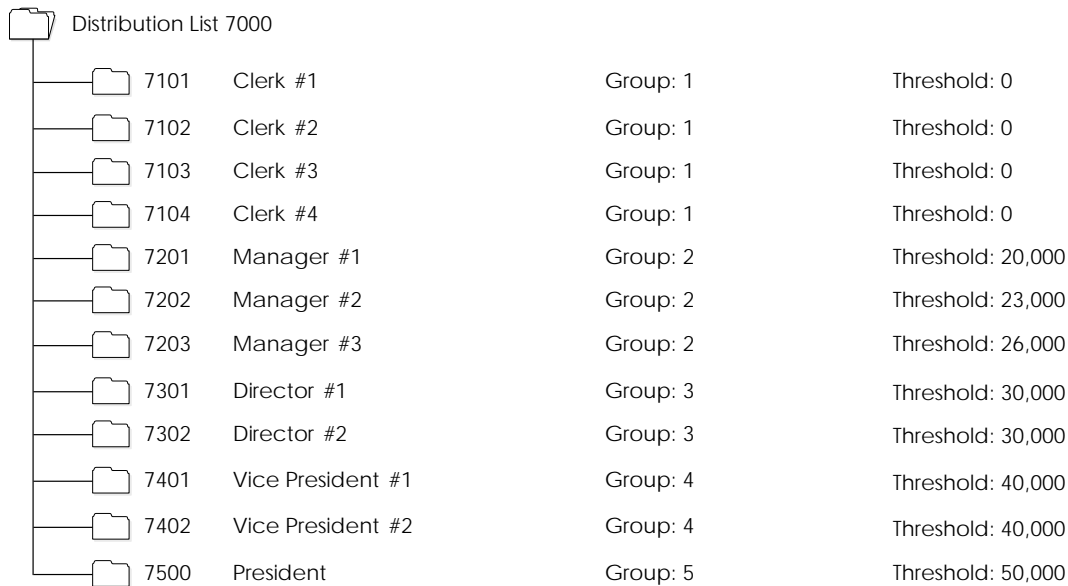 Distribution List 7000
7101 Clerk #1 Group: 1 Threshold: 0
7102 Clerk #2 Group: 1 Threshold: 0
7103 Clerk #3 Group: 1 Threshold: 0
7104 Clerk #4 Group: 1 Threshold: 0
7201 Manager #1 Group: 2 Threshold: 20,000
7202 Manager #2 Group: 2 Threshold: 23,000
7203 Manager #3 Group: 2 Threshold: 26,000
7301 Director #1 Group: 3 Threshold: 30,000
7302 Director #2 Group: 3 Threshold: 30,000
7401 Vice President #1 Group: 4 Threshold: 40,000
7402 Vice President #2 Group: 4 Threshold: 40,000
7500 President Group: 5 Threshold: 50,000